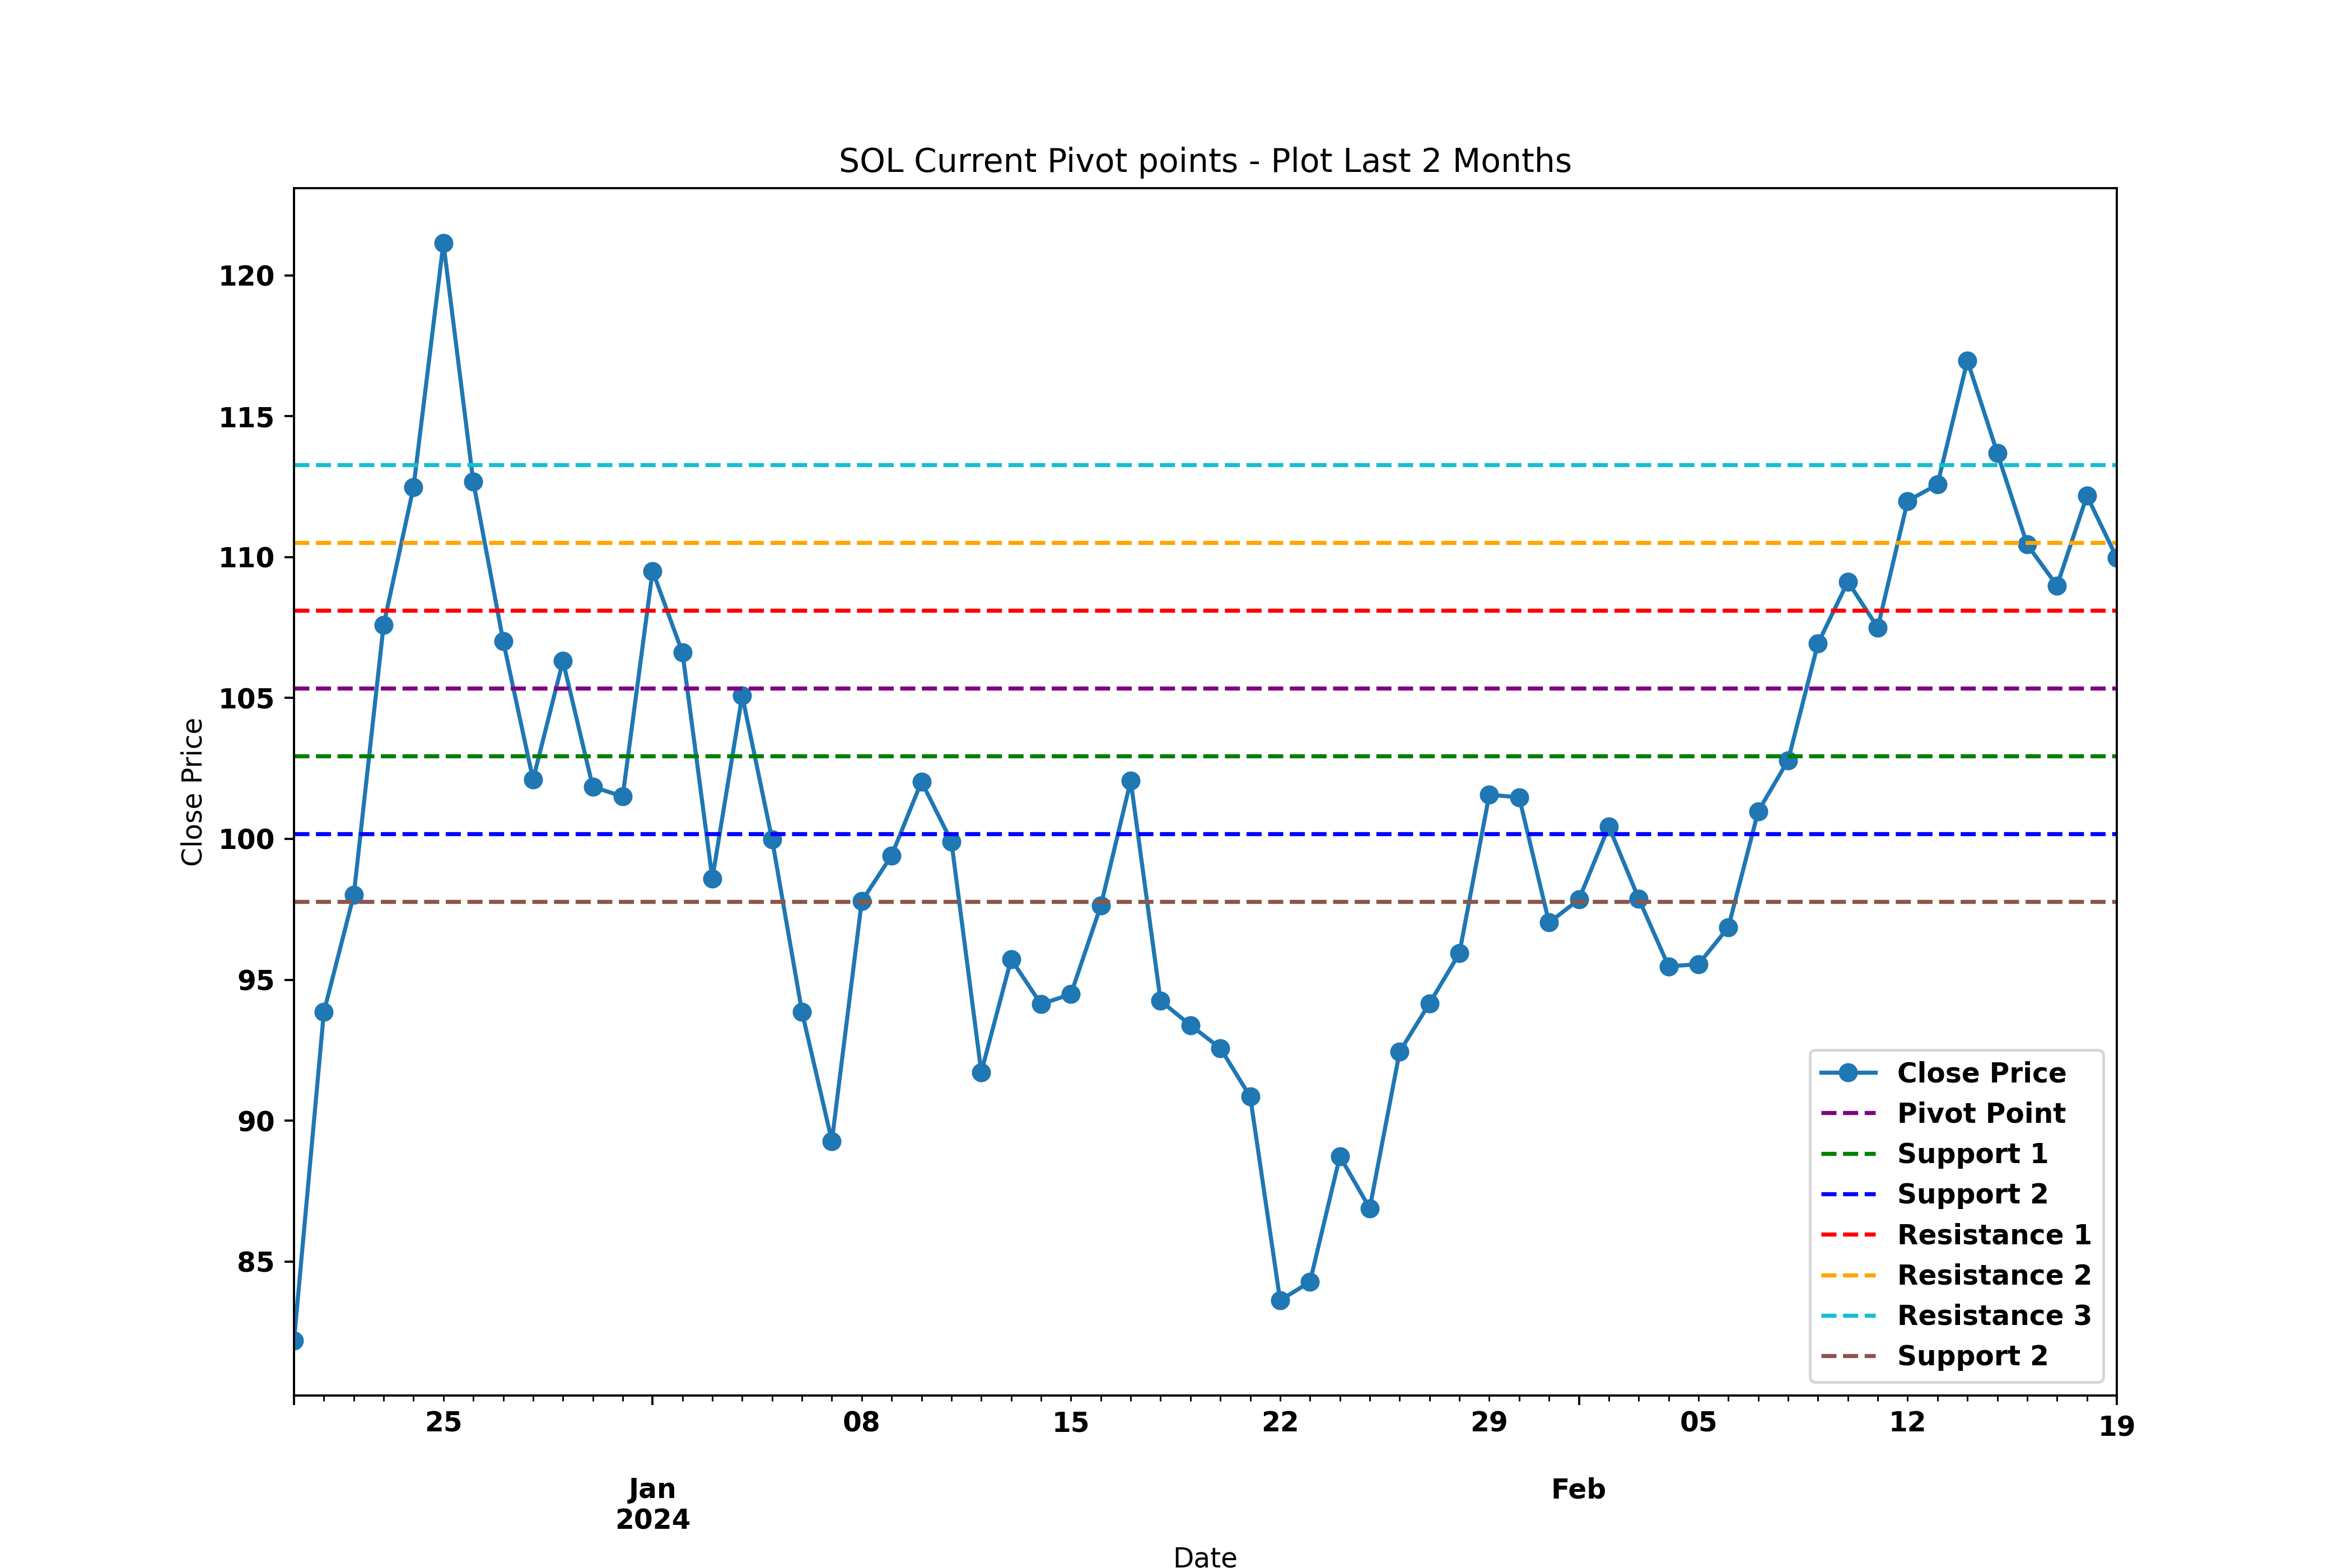 SOL Current Pivot points - Plot Last 2 Months
120
115
110
105
100
95
90
85
Close Price
Close Price
Pivot Point
Support 1
Support 2
Resistance 1
Resistance 2
Resistance 3
Support 2
25
08
15
22
29
05
12
19
Jan
2024
Feb
Date